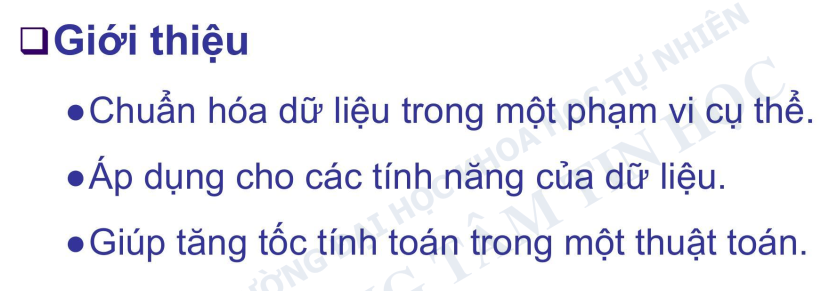 ❑Giới thiệu
●Chuẩn hóa dữ liệu trong một phạm vi cụ thể.
●Áp dụng cho các tính năng của dữ liệu.
●Giúp tăng tốc tính toán trong một thuật toán.
ƯỜNG ĐẠI HỌC KHOA HỌC TỰ NHIÊN
TÂM TIN HỌC